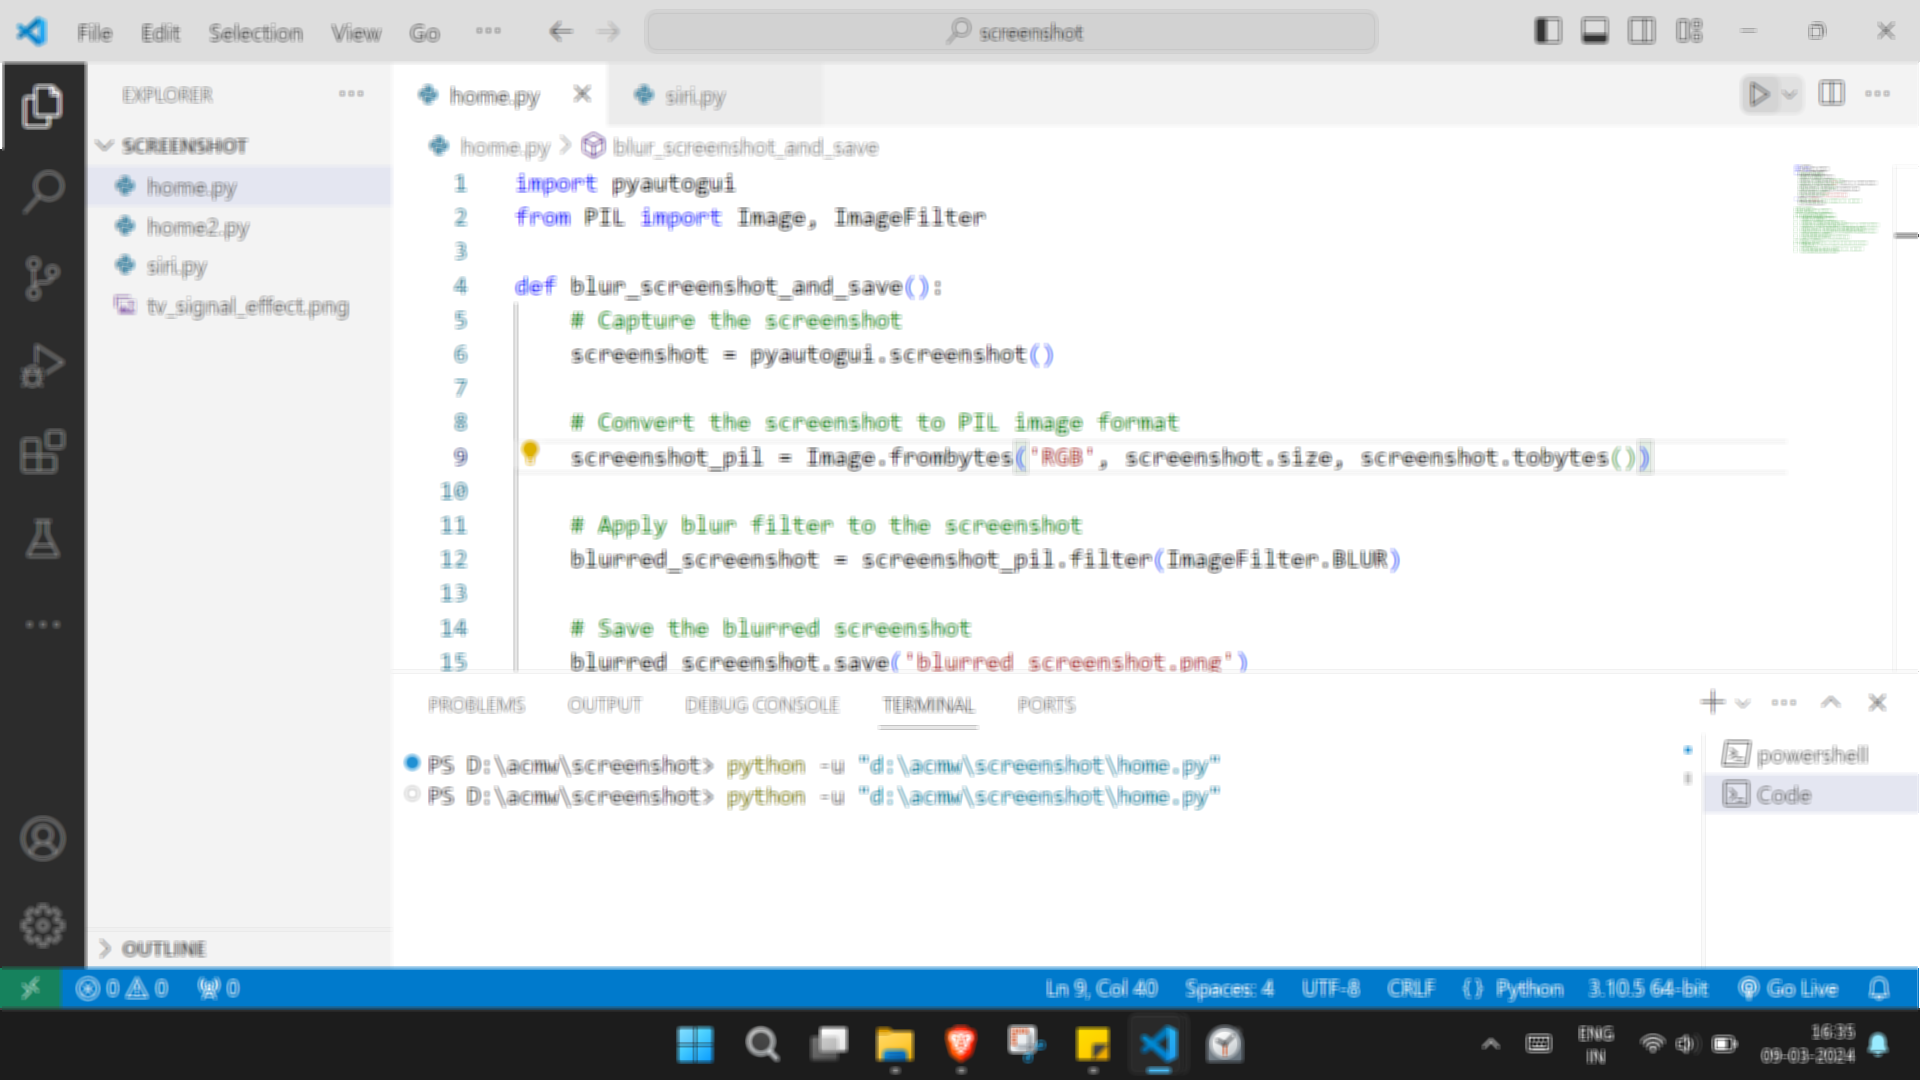 File Edit Selection View Go ··· screenshot
EXPLORER ···
SCREENSHOT
home.py
home2.py
siri.py
tv_signal_effect.png
OUTLINE
home.py siri.py
home.py > blur_screenshot_and_save
1 import pyautogui
2 from PIL import Image, ImageFilter
3
4 def blur_screenshot_and_save():
5 # Capture the screenshot
6 screenshot = pyautogui.screenshot()
7
8 # Convert the screenshot to PIL image format
9 screenshot_pil = Image.frombytes('RGB', screenshot.size, screenshot.tobytes())
10
11 # Apply blur filter to the screenshot
12 blurred_screenshot = screenshot_pil.filter(ImageFilter.BLUR)
13
14 # Save the blurred screenshot
15 blurred_screenshot.save('blurred_screenshot.png')
PROBLEMS OUTPUT DEBUG CONSOLE TERMINAL PORTS
PS D:\acmw\screenshot> python -u "d:\acmw\screenshot\home.py"
PS D:\acmw\screenshot> python -u "d:\acmw\screenshot\home.py"
powershell
Code
0 0 0 Ln 9, Col 40 Spaces: 4 UTF-8 CRLF {} Python 3.10.5 64-bit Go Live
ENG
IN
16:35
09-03-2024